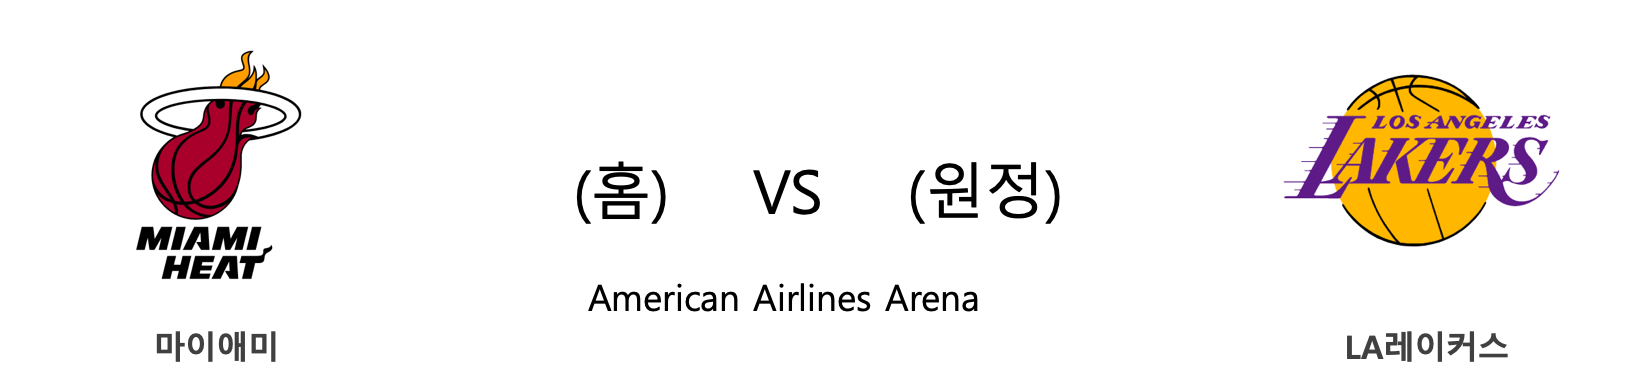 MIAMI
HEAT
마이애미
(홈) VS (원정)
American Airlines Arena
LOS ANGELES
LAKERS
LA레이커스